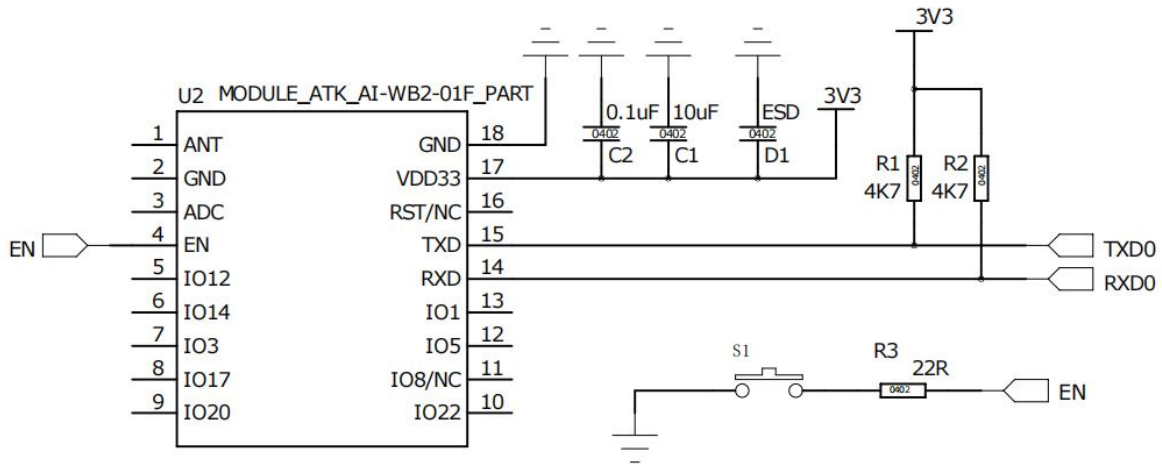 3V3
U2 MODULE_ATK_AI-WB2-01F_PART
0.1uF 10uF ESD 3V3
0402 0402 0402
C2 C1 D1
R1 R2
4K7 4K7
0402 0402
1 ANT GND 18
2 GND VDD33 17
3 ADC RST/NC 16
EN 4 EN TXD 15 TXD0
5 IO12 RXD 14 RXD0
6 IO14 IO1 13
7 IO3 IO5 12
8 IO17 IO8/NC 11
9 IO20 IO22 10
S1 R3
22R
0402 EN